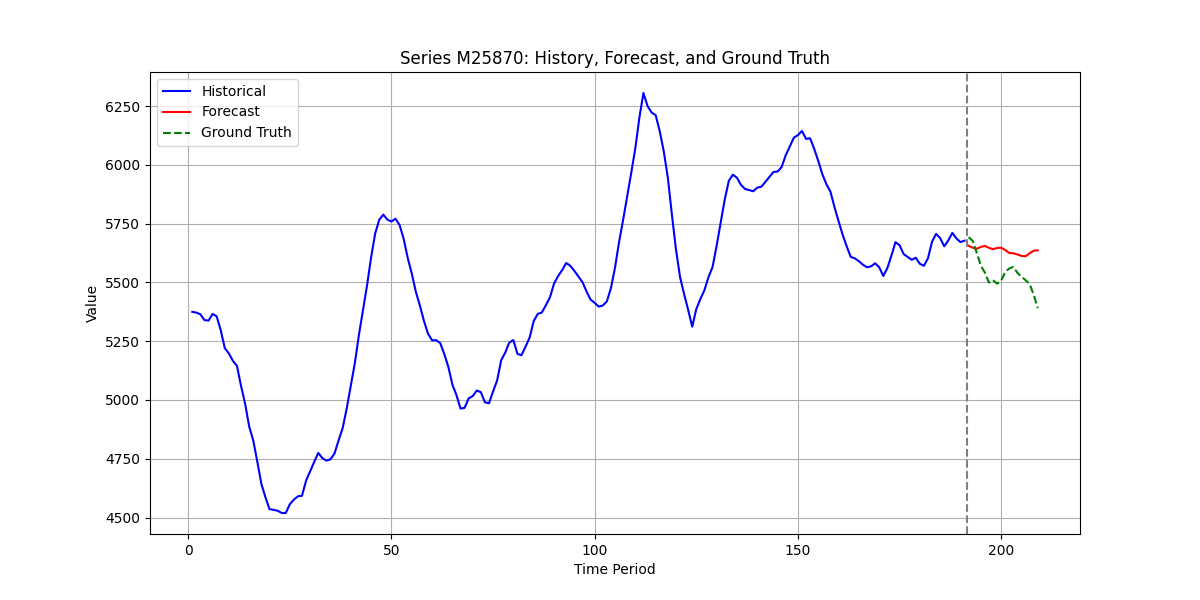 Series M25870: History, Forecast, and Ground Truth
Historical
Forecast
Ground Truth
6250
6000
5750
5500
5250
5000
4750
4500
Value
0 50 100 150 200
Time Period